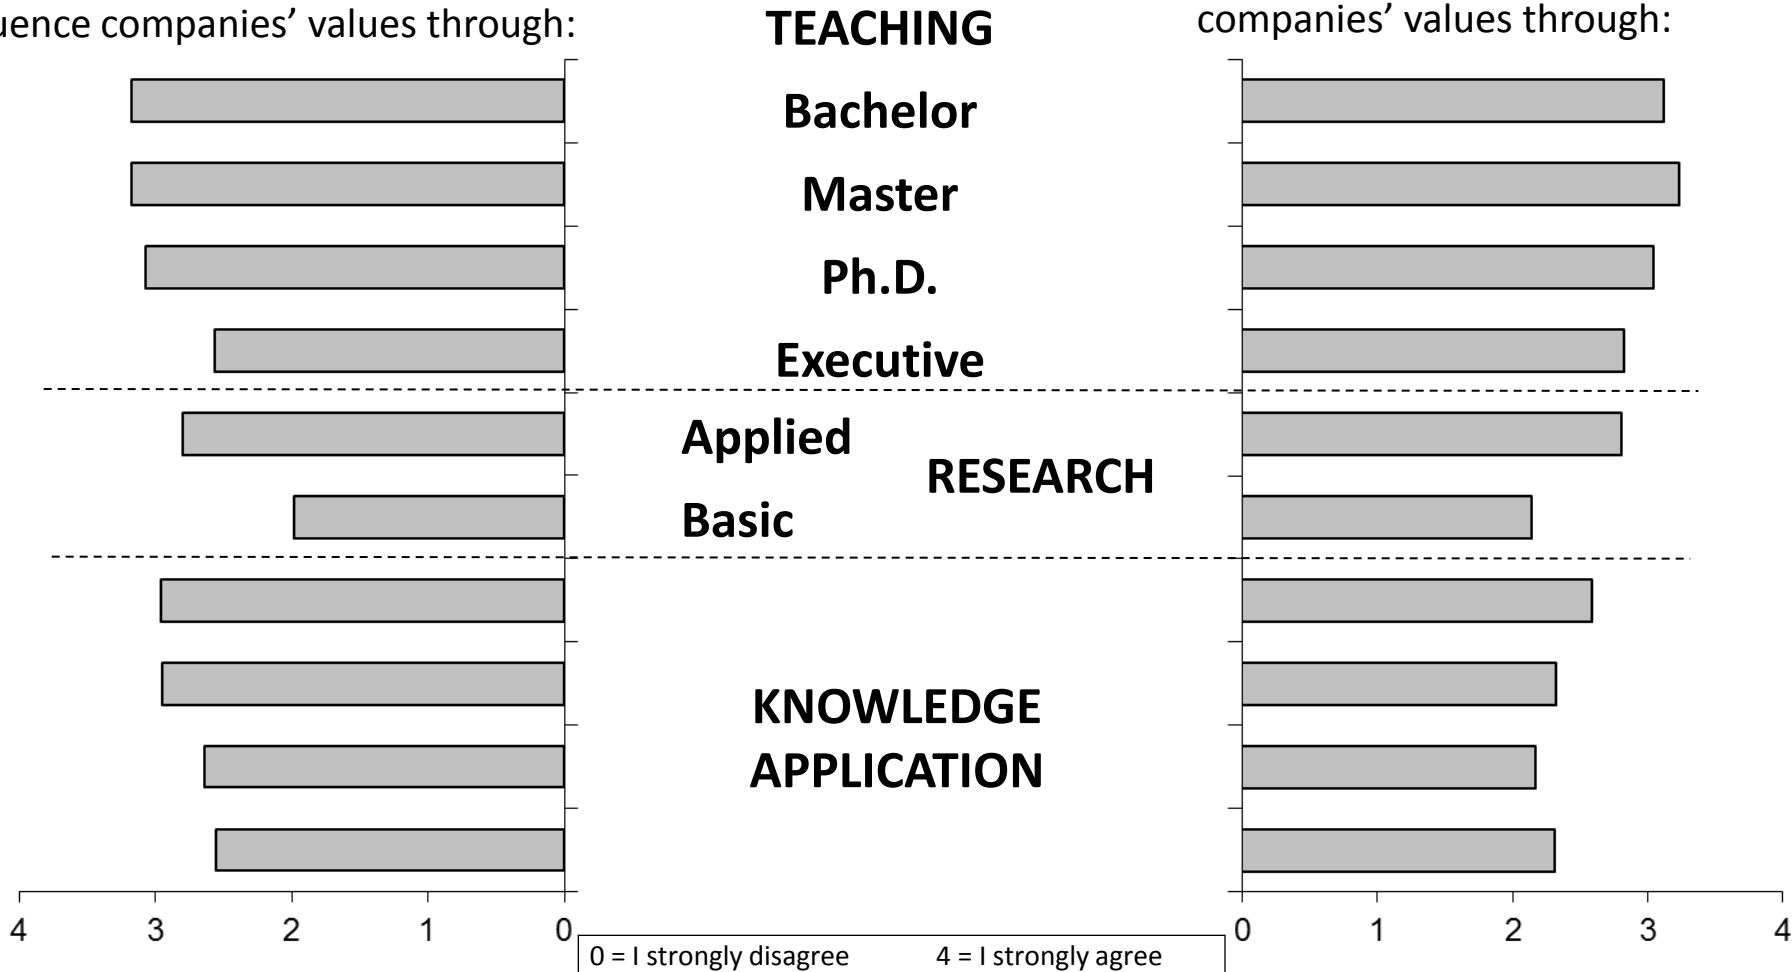 companies’ values through:
TEACHING
companies’ values through:
Bachelor
Master
Ph.D.
Executive
Applied
RESEARCH
Basic
KNOWLEDGE
APPLICATION
4 3 2 1 0
0 1 2 3 4
0 = I strongly disagree 4 = I strongly agree